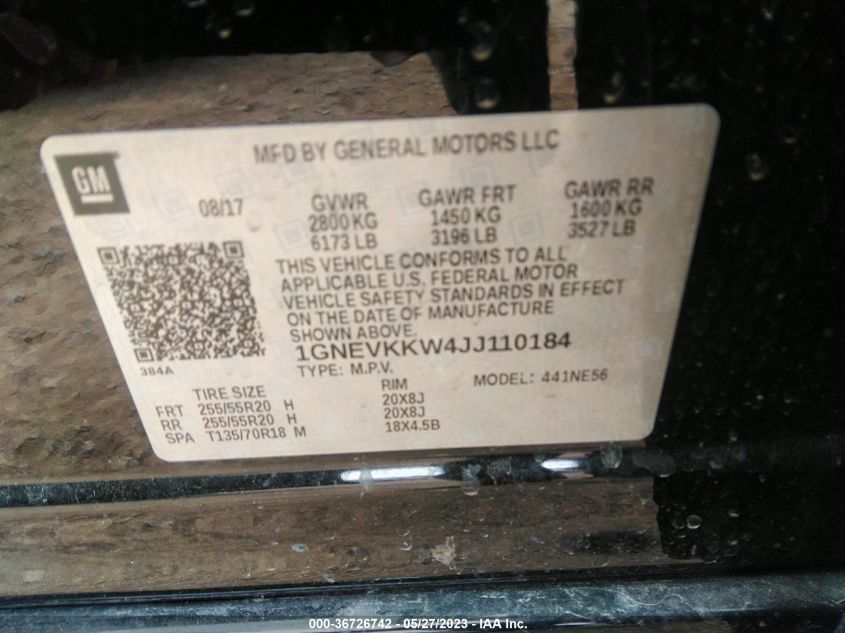 MFD BY GENERAL MOTORS LLC
GM
08/17 GVWR GAWR FRT GAWR RR
2800 KG 1450 KG 1600 KG
6173 LB 3196 LB 3527 LB
THIS VEHICLE CONFORMS TO ALL
APPLICABLE U.S. FEDERAL MOTOR
VEHICLE SAFETY STANDARDS IN EFFECT
ON THE DATE OF MANUFACTURE
SHOWN ABOVE.
1GNEVKKW4JJ110184
384A
TYPE: M.P.V. MODEL: 441NE56
TIRE SIZE RIM
FRT 255/55R20 H 20X8J
RR 255/55R20 H 20X8J
SPA T135/70R18 M 18X4.5B
000-36726742 - 05/27/2023 - IAA Inc.